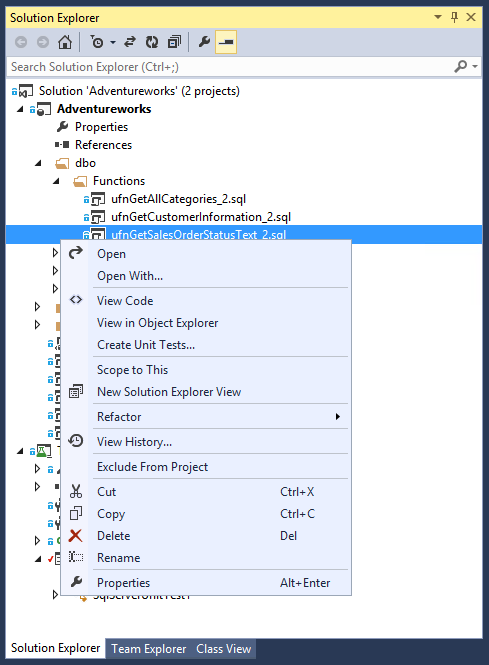 Solution Explorer
Search Solution Explorer (Ctrl+;)
Solution 'Adventureworks' (2 projects)
Adventureworks
Properties
References
dbo
Functions
ufnGetAllCategories_2.sql
ufnGetCustomerInformation_2.sql
ufnGetSalesOrderStatusText_2.sql
Open
Open With...
View Code
View in Object Explorer
Create Unit Tests...
Scope to This
New Solution Explorer View
Refactor
View History...
Exclude From Project
Cut Ctrl+X
Copy Ctrl+C
Delete Del
Rename
Properties Alt+Enter
Solution Explorer Team Explorer Class View